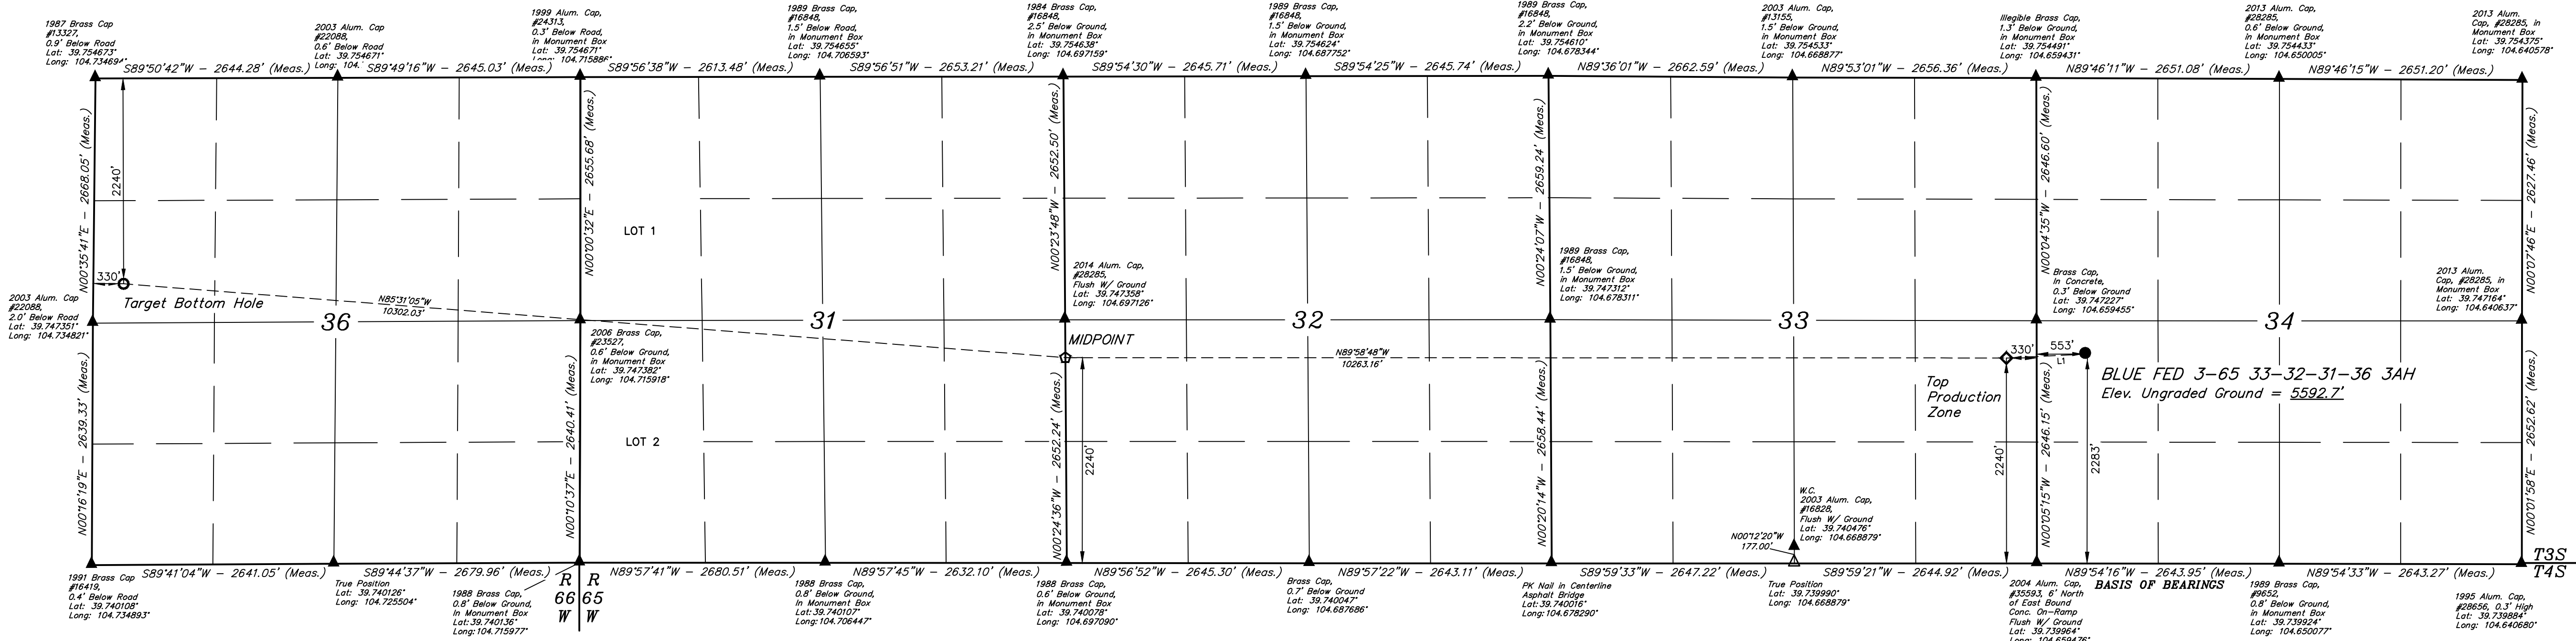 1987 Brass Cap
#13327,
0.9' Below Road
Lat: 39.754673°
Long: 104.734694°
2003 Alum. Cap
#22088,
0.6' Below Road
Lat: 39.754671°
Long: 104.
1999 Alum. Cap,
#24313,
0.3' Below Road,
in Monument Box
Lat: 39.754671°
Long: 104.715886°
1989 Brass Cap,
#16848,
1.5' Below Road,
in Monument Box
Lat: 39.754655°
Long: 104.706593°
1984 Brass Cap,
#16848,
2.5' Below Ground,
in Monument Box
Lat: 39.754638°
Long: 104.697159°
1989 Brass Cap,
#16848,
1.5' Below Ground,
in Monument Box
Lat: 39.754624°
Long: 104.687752°
1989 Brass Cap,
#16848,
2.2' Below Ground,
in Monument Box
Lat: 39.754610°
Long: 104.678344°
2003 Alum. Cap,
#13155,
1.5' Below Ground,
in Monument Box
Lat: 39.754533°
Long: 104.668877°
Illegible Brass Cap,
1.3' Below Ground,
in Monument Box
Lat: 39.754491°
Long: 104.659431°
2013 Alum. Cap,
#28285,
0.6' Below Ground,
in Monument Box
Lat: 39.754433°
Long: 104.650005°
2013 Alum.
Cap, #28285, in
Monument Box
Lat: 39.754375°
Long: 104.640578°
S89°50'42"W - 2644.28' (Meas.)
S89°49'16"W - 2645.03' (Meas.)
S89°56'38"W - 2613.48' (Meas.)
S89°56'51"W - 2653.21' (Meas.)
S89°54'30"W - 2645.71' (Meas.)
S89°54'25"W - 2645.74' (Meas.)
N89°36'01"W - 2662.59' (Meas.)
N89°53'01"W - 2656.36' (Meas.)
N89°46'11"W - 2651.08' (Meas.)
N89°46'15"W - 2651.20' (Meas.)
N00°35'41"E - 2668.05' (Meas.)
2240'
N00°00'32"E - 2655.68' (Meas.)
LOT 1
N00°23'48"W - 2652.50' (Meas.)
N00°24'07"W - 2659.24' (Meas.)
N00°04'35"W - 2646.60' (Meas.)
N00°07'46"E - 2627.46' (Meas.)
330'
Target Bottom Hole
N85°31'05"W
10302.03'
2003 Alum. Cap
#22088,
2.0' Below Road
Lat: 39.747351°
Long: 104.734821°
2014 Alum. Cap,
#28285,
Flush W/ Ground
Lat: 39.747358°
Long: 104.697126°
1989 Brass Cap,
#16848,
1.5' Below Ground,
in Monument Box
Lat: 39.747312°
Long: 104.678311°
Brass Cap,
In Concrete,
0.3' Below Ground
Lat: 39.747227°
Long: 104.659455°
2013 Alum.
Cap, #28285, in
Monument Box
Lat: 39.747164°
Long: 104.640637°
36
31
32
33
34
2006 Brass Cap,
#23527,
0.6' Below Ground,
in Monument Box
Lat: 39.747382°
Long: 104.715918°
MIDPOINT
N89°58'48"W
10263.16'
330'
553'
L1
Top
Production
Zone
BLUE FED 3-65 33-32-31-36 3AH
Elev. Ungraded Ground = 5592.7'
N00°16'19"E - 2639.33' (Meas.)
N00°10'37"E - 2640.41' (Meas.)
LOT 2
N00°24'36"W - 2652.24' (Meas.)
2240'
N00°20'14"W - 2658.44' (Meas.)
2240'
N00°05'15"W - 2646.15' (Meas.)
2283'
N00°01'58"E - 2652.62' (Meas.)
W.C.
2003 Alum. Cap,
#16828,
Flush W/ Ground
Lat: 39.740476°
Long: 104.668879°
N00°12'20"W
177.00'
S89°41'04"W - 2641.05' (Meas.)
S89°44'37"W - 2679.96' (Meas.)
N89°57'41"W - 2680.51' (Meas.)
N89°57'45"W - 2632.10' (Meas.)
N89°56'52"W - 2645.30' (Meas.)
N89°57'22"W - 2643.11' (Meas.)
S89°59'33"W - 2647.22' (Meas.)
S89°59'21"W - 2644.92' (Meas.)
N89°54'16"W - 2643.95' (Meas.)
N89°54'33"W - 2643.27' (Meas.)
BASIS OF BEARINGS
T3S
T4S
1991 Brass Cap
#16419,
0.4' Below Road
Lat: 39.740108°
Long: 104.734893°
True Position
Lat: 39.740126°
Long: 104.725504°
1988 Brass Cap,
0.8' Below Ground,
In Monument Box
Lat:39.740136°
Long:104.715977°
R R
66 65
W W
1988 Brass Cap,
0.8' Below Ground,
In Monument Box
Lat:39.740107°
Long:104.706447°
1988 Brass Cap,
0.6' Below Ground,
in Monument Box
Lat: 39.740078°
Long: 104.697090°
Brass Cap,
0.7' Below Ground
Lat: 39.740047°
Long: 104.687686°
PK Nail in Centerline
Asphalt Bridge
Lat:39.740016°
Long:104.678290°
True Position
Lat: 39.739990°
Long: 104.668879°
2004 Alum. Cap,
#35593, 6' North
of East Bound
Conc. On-Ramp
Flush W/ Ground
Lat: 39.739964°
Long: 104.659476°
1989 Brass Cap,
#9652,
0.8' Below Ground,
in Monument Box
Lat: 39.739924°
Long: 104.650077°
1995 Alum. Cap,
#28656, 0.3' High
Lat: 39.739884°
Long: 104.640680°